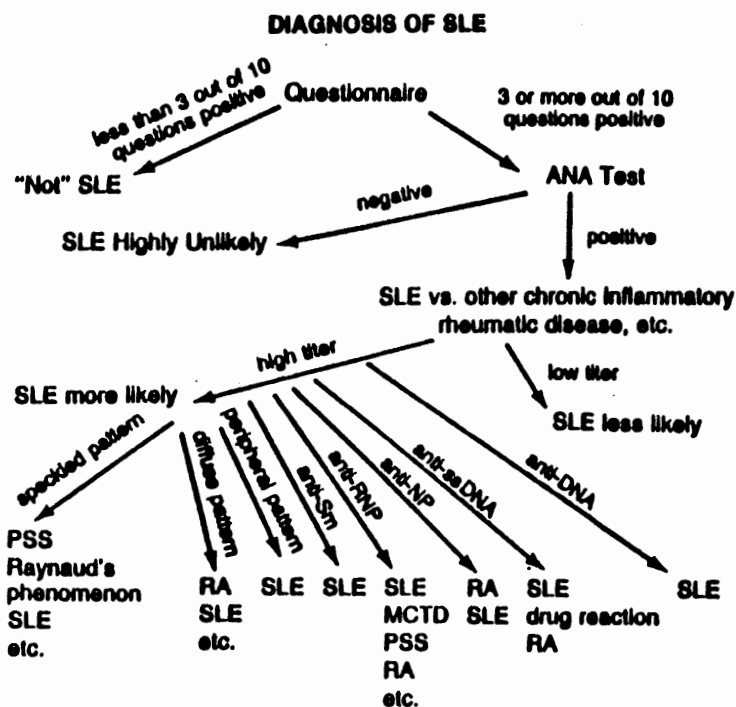 DIAGNOSIS OF SLE
less than 3 out of 10
questions positive
Questionnaire
3 or more out of 10
questions positive
"Not" SLE
ANA Test
negative
SLE Highly Unlikely
positive
SLE vs. other chronic inflammatory
rheumatic disease, etc.
high titer
low titer
SLE more likely
SLE less likely
speckled pattern
diffuse pattern
peripheral pattern
anti-Sm
anti-RNP
anti-NP
anti-ssDNA
anti-DNA
PSS
Raynaud's
phenomenon
SLE
etc.
RA
SLE
etc.
SLE
SLE
SLE
MCTD
PSS
RA
etc.
RA
SLE
SLE
drug reaction
RA
SLE